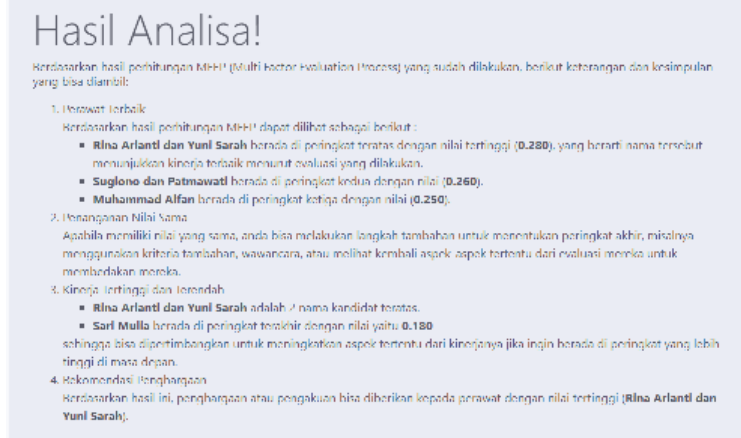 Hasil Analisa!
Berdasarkan hasil perhitungan MFEP (Multi Factor Evaluation Process) yang sudah dilakukan, berikut keterangan dan kesimpulan
yang bisa diambil:
1. Perawat Terbaik
Berdasarkan hasil perhitungan MFEP dapat dilihat sebagai berikut :
▪ Rina Arianti dan Yuni Sarah berada di peringkat teratas dengan nilai tertinggi (0.280), yang berarti nama tersebut
menunjukkan kinerja terbaik menurut evaluasi yang dilakukan.
▪ Sugiono dan Patmawati berada di peringkat kedua dengan nilai (0.260).
▪ Muhammad Alfan berada di peringkat ketiga dengan nilai (0.250).
2. Penanganan Nilai Sama
Apabila memiliki nilai yang sama, anda bisa melakukan langkah tambahan untuk menentukan peringkat akhir, misalnya
menggunakan kriteria tambahan, wawancara, atau melihat kembali aspek-aspek tertentu dari evaluasi mereka untuk
membedakan mereka.
3. Kinerja Tertinggi dan Terendah
▪ Rina Arianti dan Yuni Sarah adalah 2 nama kandidat teratas.
▪ Sari Mulia berada di peringkat terakhir dengan nilai yaitu 0.180
sehingga bisa dipertimbangkan untuk meningkatkan aspek tertentu dari kinerjanya jika ingin berada di peringkat yang lebih
tinggi di masa depan.
4. Rekomendasi Penghargaan
Berdasarkan hasil ini, penghargaan atau pengakuan bisa diberikan kepada perawat dengan nilai tertinggi (Rina Arianti dan
Yuni Sarah).